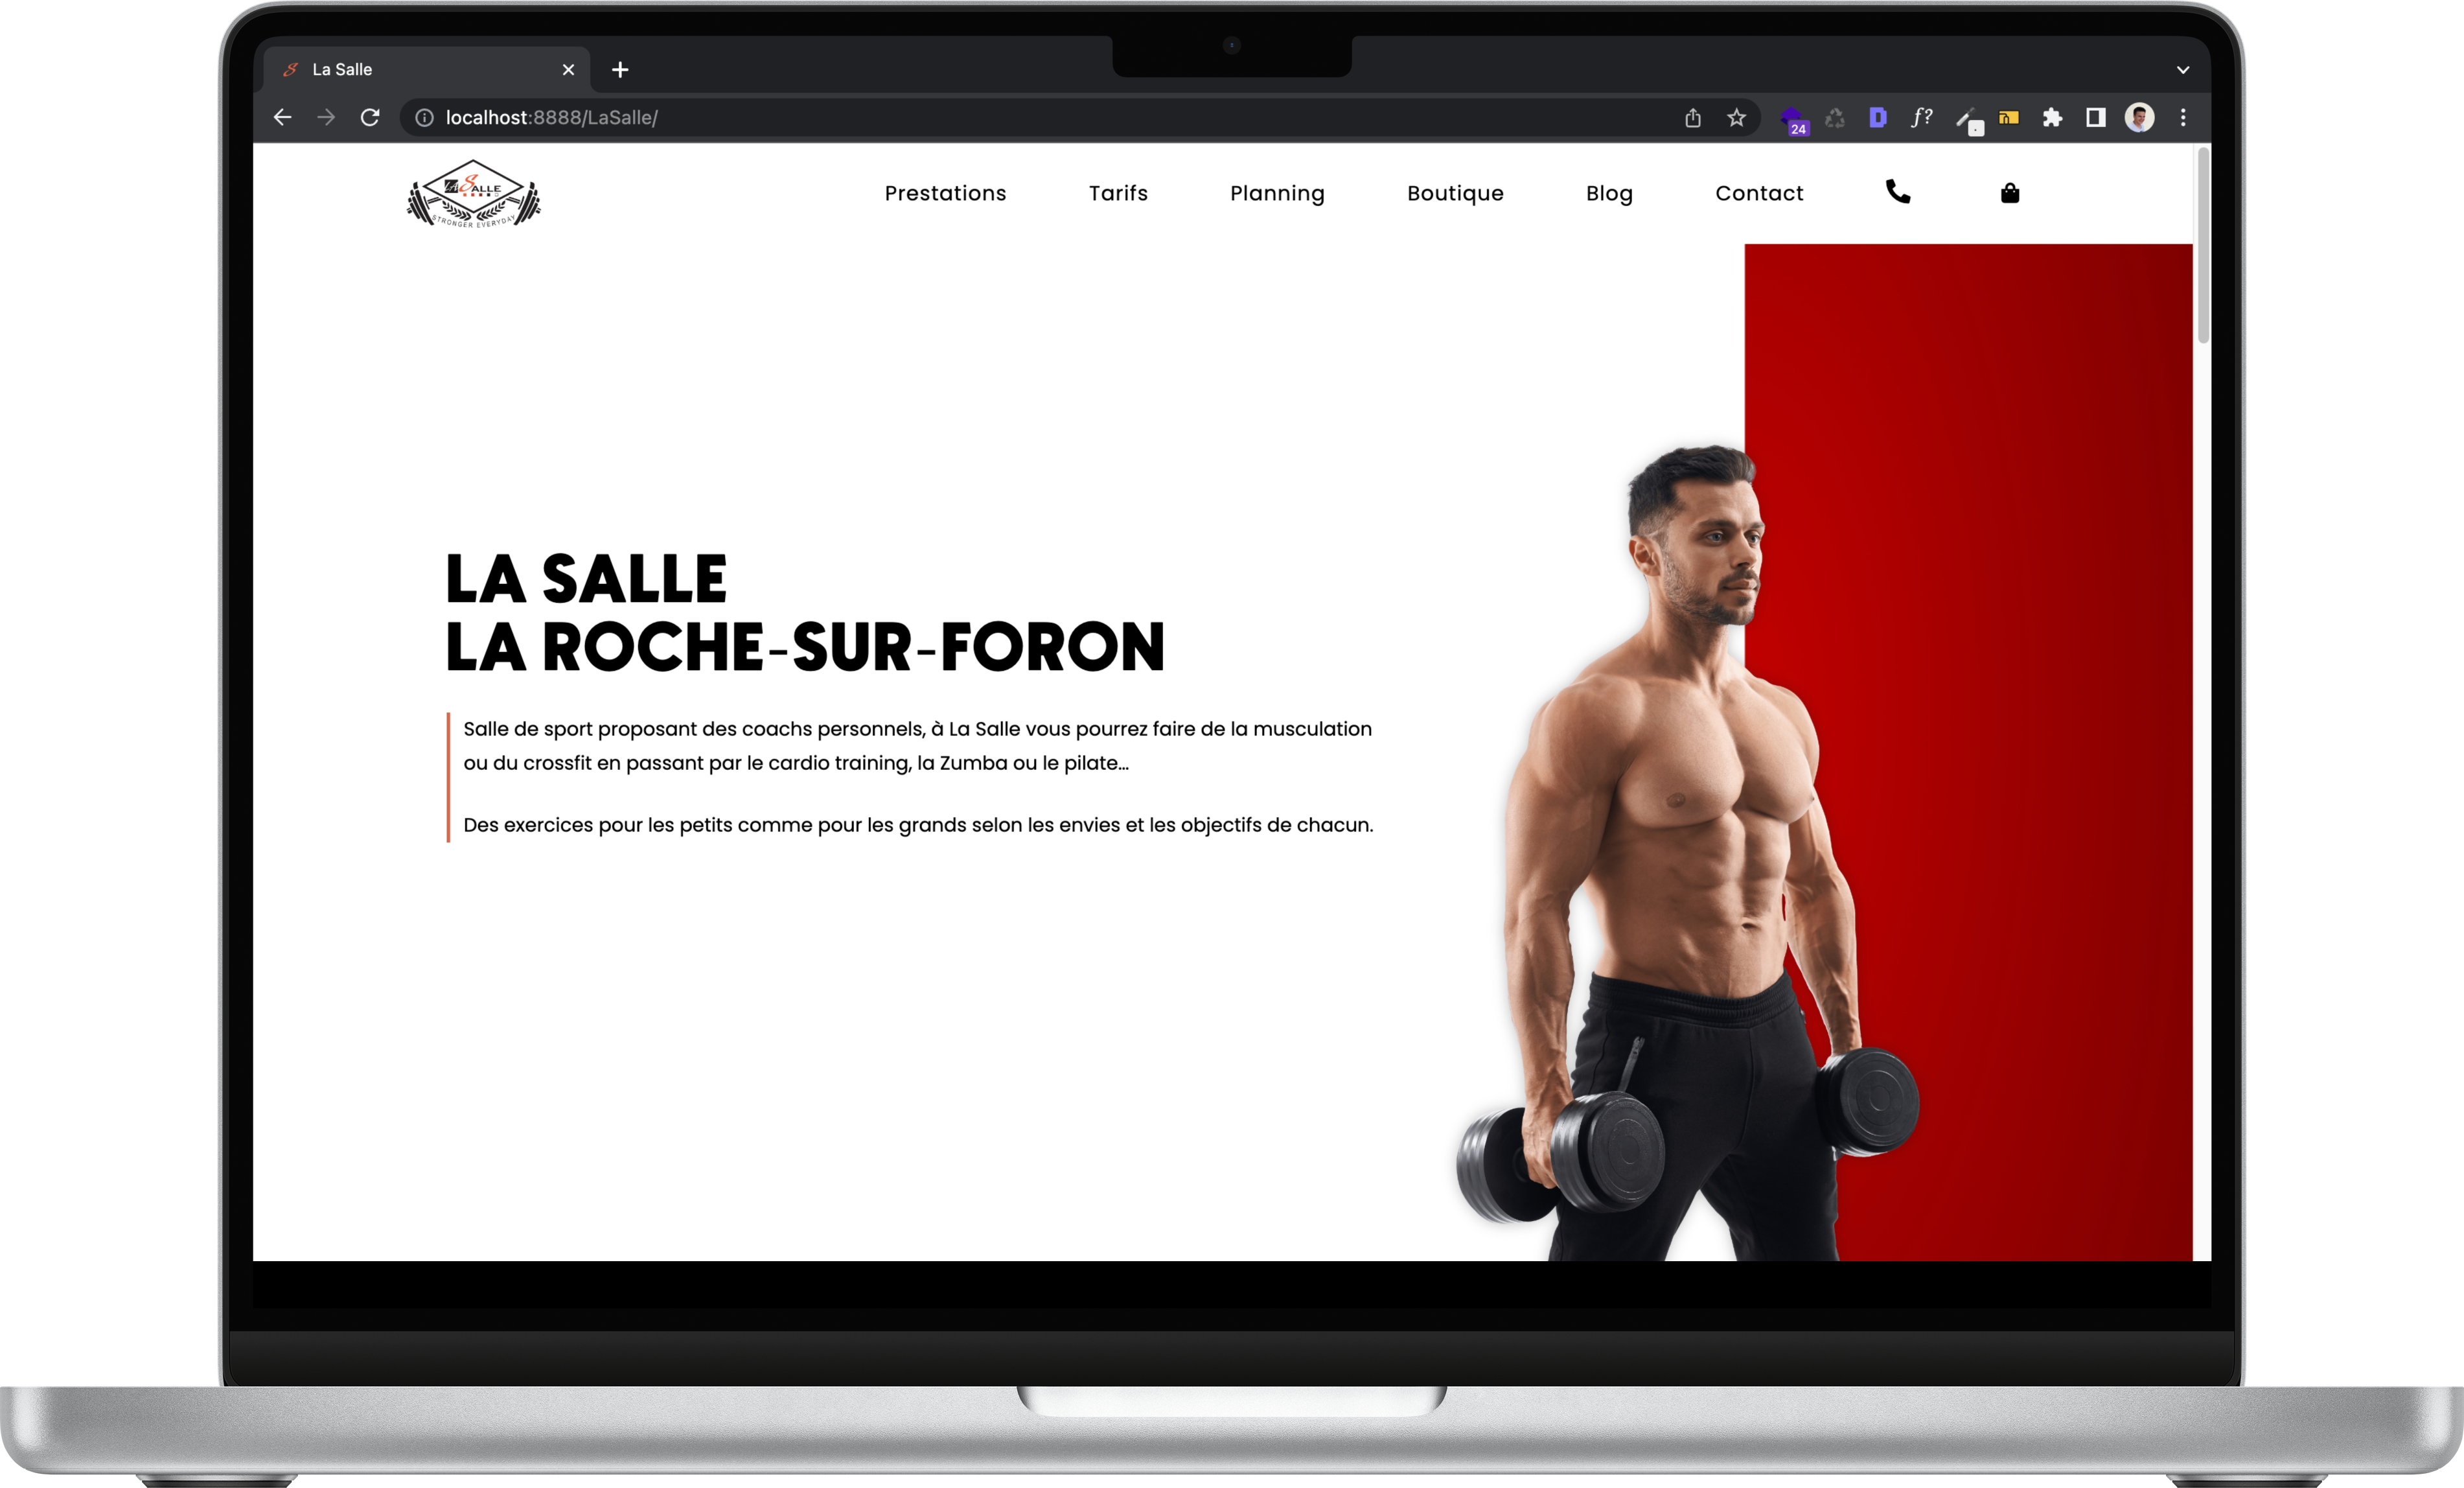 La Salle
localhost:8888/LaSalle/
24
f?
LA SALLE
STRONGER EVERYDAY
Prestations
Tarifs
Planning
Boutique
Blog
Contact
LA SALLE
LA ROCHE-SUR-FORON
Salle de sport proposant des coachs personnels, à La Salle vous pourrez faire de la musculation
ou du crossfit en passant par le cardio training, la Zumba ou le pilate...
Des exercices pour les petits comme pour les grands selon les envies et les objectifs de chacun.